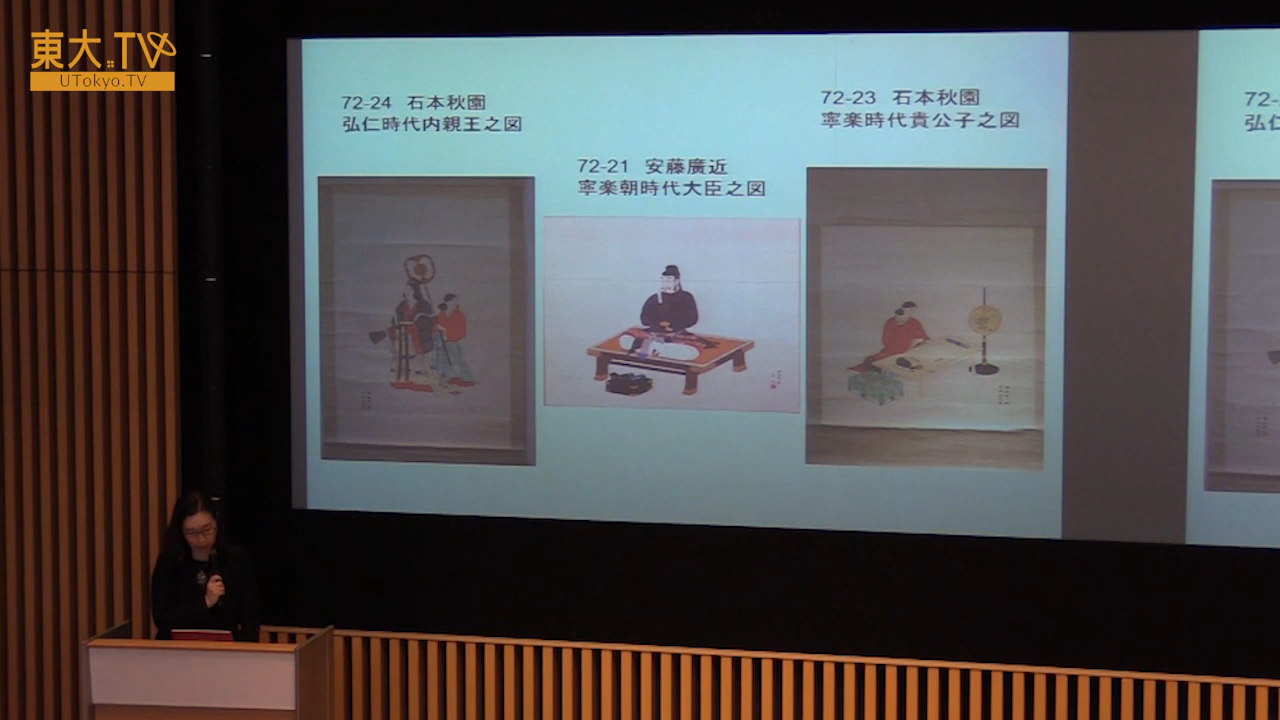 東大TV
UTokyo.TV
72-24 石本秋園
弘仁時代内親王之図
72-21 安藤廣近
寧楽朝時代大臣之図
72-23 石本秋園
寧楽時代貴公子之図
72-
弘仁